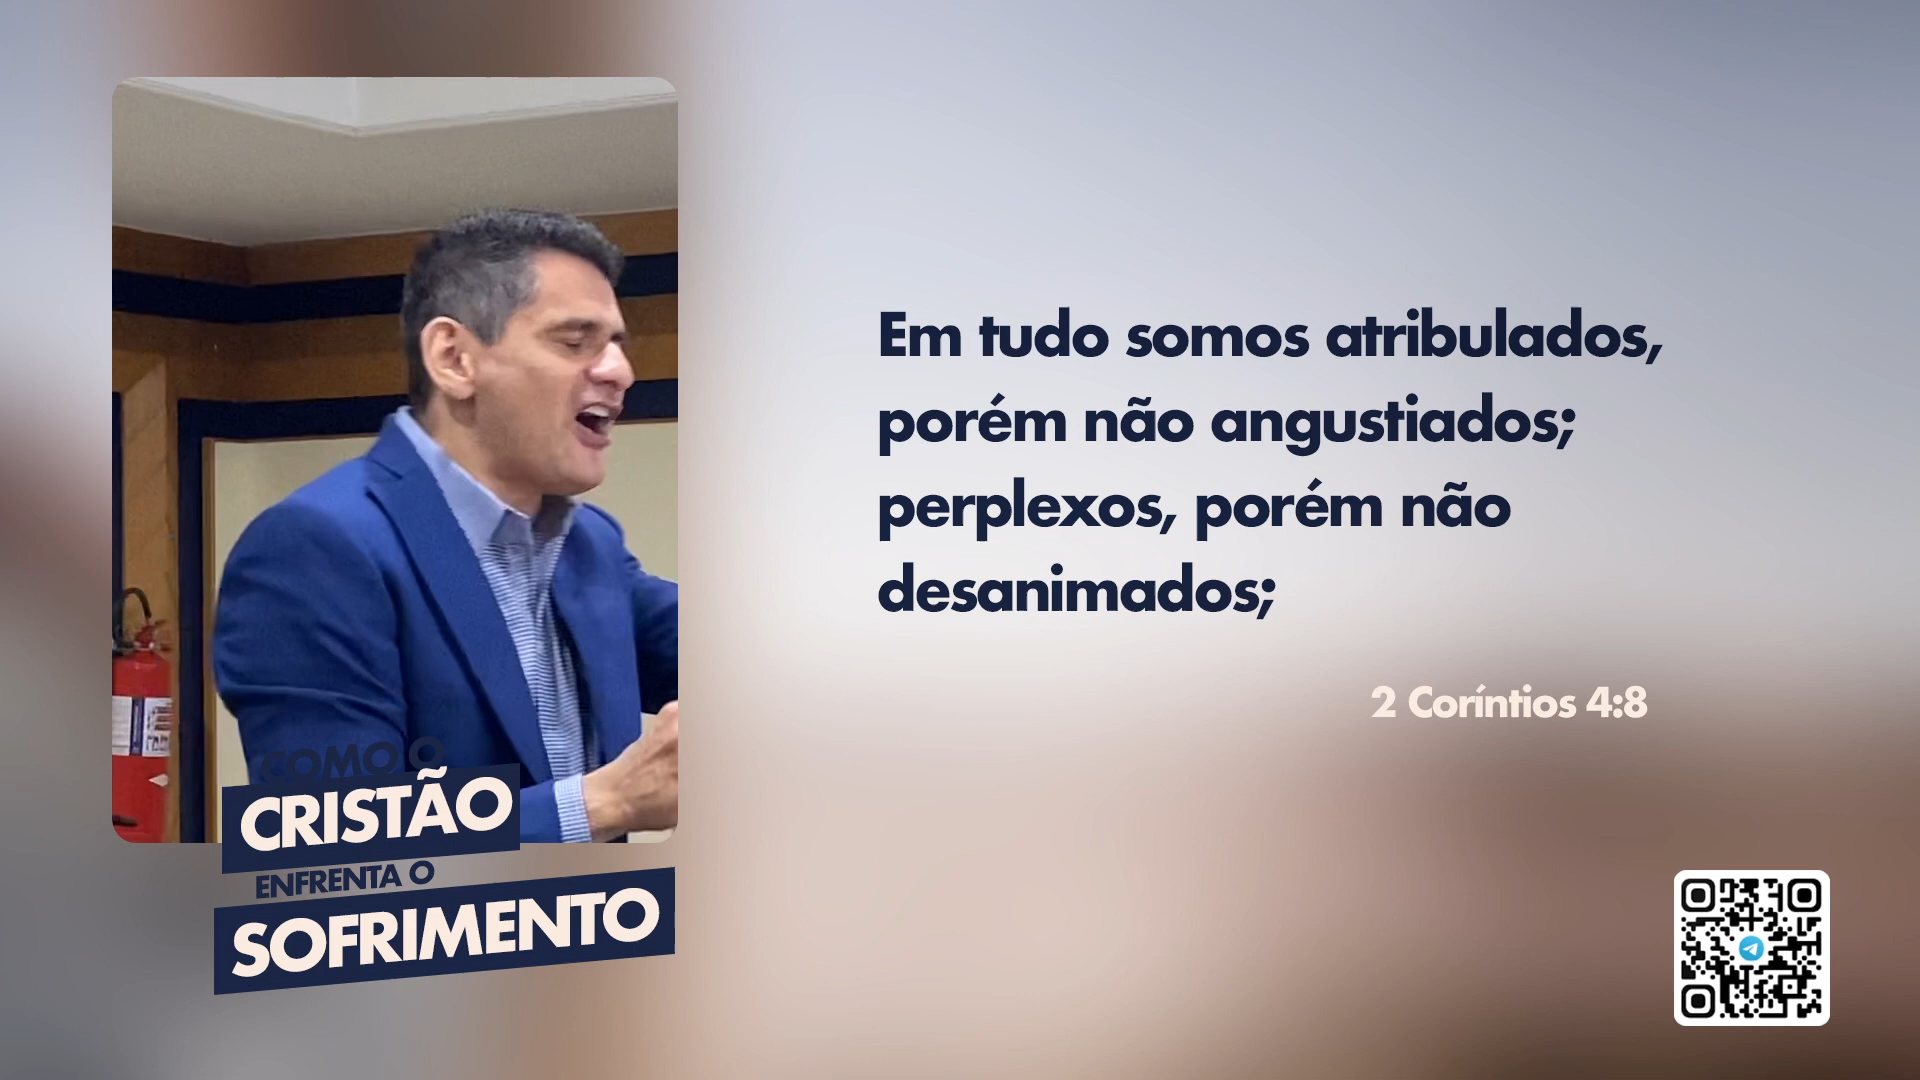 Em tudo somos atribulados,
porém não angustiados;
perplexos, porém não
desanimados;
2 Coríntios 4:8
COMO O
CRISTÃO
ENFRENTA O
SOFRIMENTO